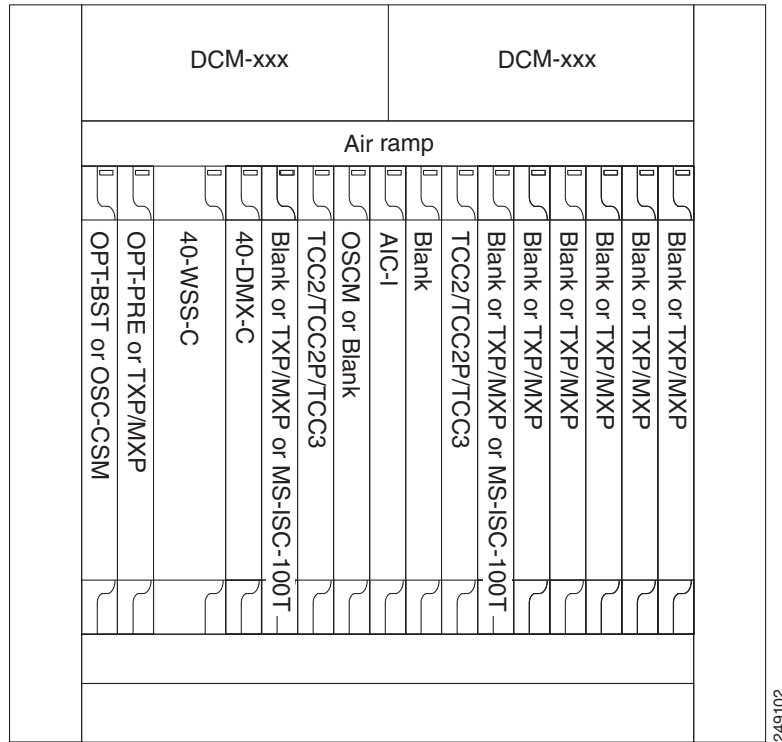 DCM-xxx
DCM-xxx
Air ramp
OPT-BST or OSC-CSM
OPT-PRE or TXP/MXP
40-WSS-C
40-DMX-C
Blank or TXP/MXP or MS-ISC-100T
TCC2/TCC2P/TCC3
OSCM or Blank
AIC-I
Blank
TCC2/TCC2P/TCC3
Blank or TXP/MXP or MS-ISC-100T
Blank or TXP/MXP
Blank or TXP/MXP
Blank or TXP/MXP
Blank or TXP/MXP
Blank or TXP/MXP
249102